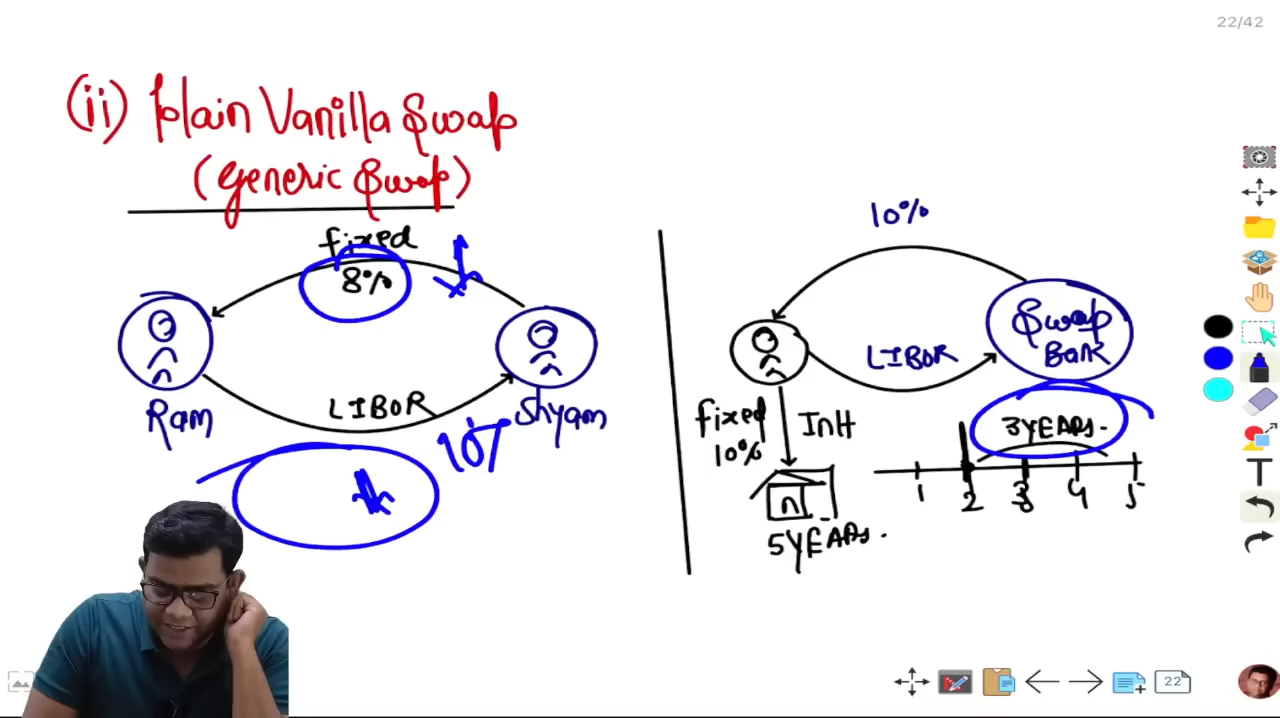 22/42
(ii) Plain Vanilla Swap
(Generic Swap)
fixed
8%
LIBOR
Ram
Shyam
10%
10%
LIBOR
Swap
Bank
fixed
10%
3YEARS.
1 2 3 4 5
5YEARS.
T
22